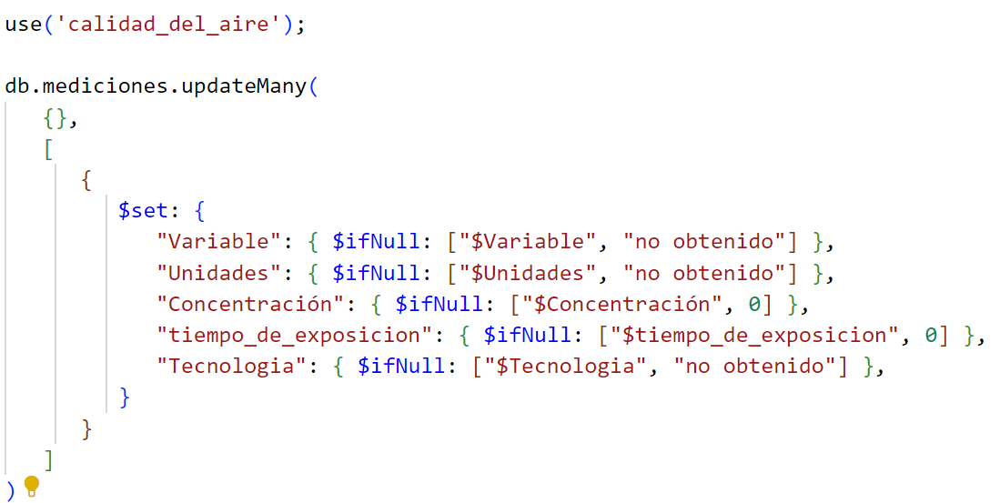 use('calidad_del_aire');
db.mediciones.updateMany(
{},
[
{
$set: {
"Variable": { $ifNull: ["$Variable", "no obtenido"] },
"Unidades": { $ifNull: ["$Unidades", "no obtenido"] },
"Concentración": { $ifNull: ["$Concentración", 0] },
"tiempo_de_exposicion": { $ifNull: ["$tiempo_de_exposicion", 0] },
"Tecnologia": { $ifNull: ["$Tecnologia", "no obtenido"] },
}
}
]
)